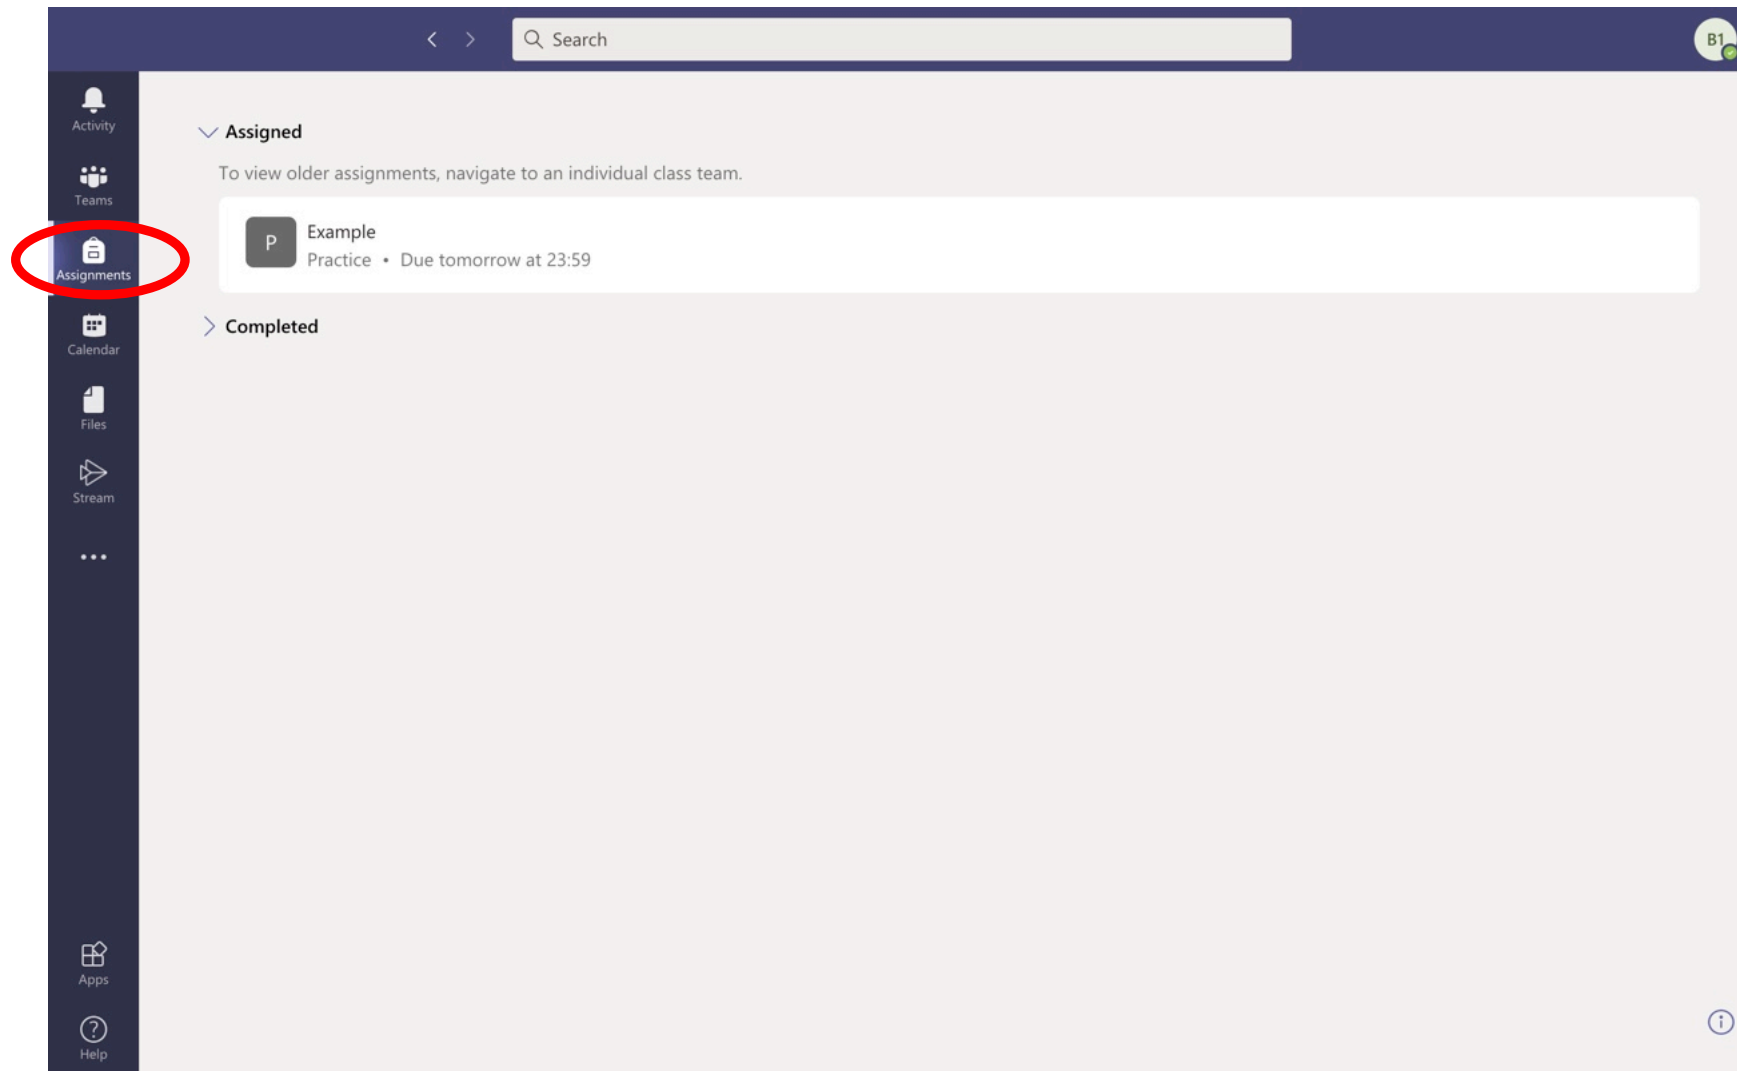 Search
B1
Activity
Teams
Assignments
Calendar
Files
Stream
Apps
Help
Assigned
To view older assignments, navigate to an individual class team.
P
Example
Practice • Due tomorrow at 23:59
Completed